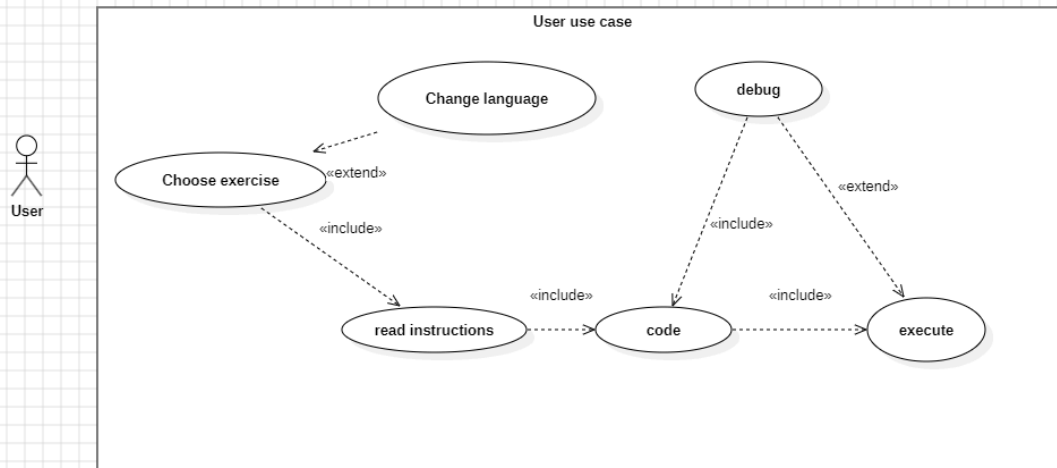 User use case
Change language
debug
Choose exercise
«extend»
«extend»
User
«include»
«include»
«include»
«include»
read instructions
code
execute